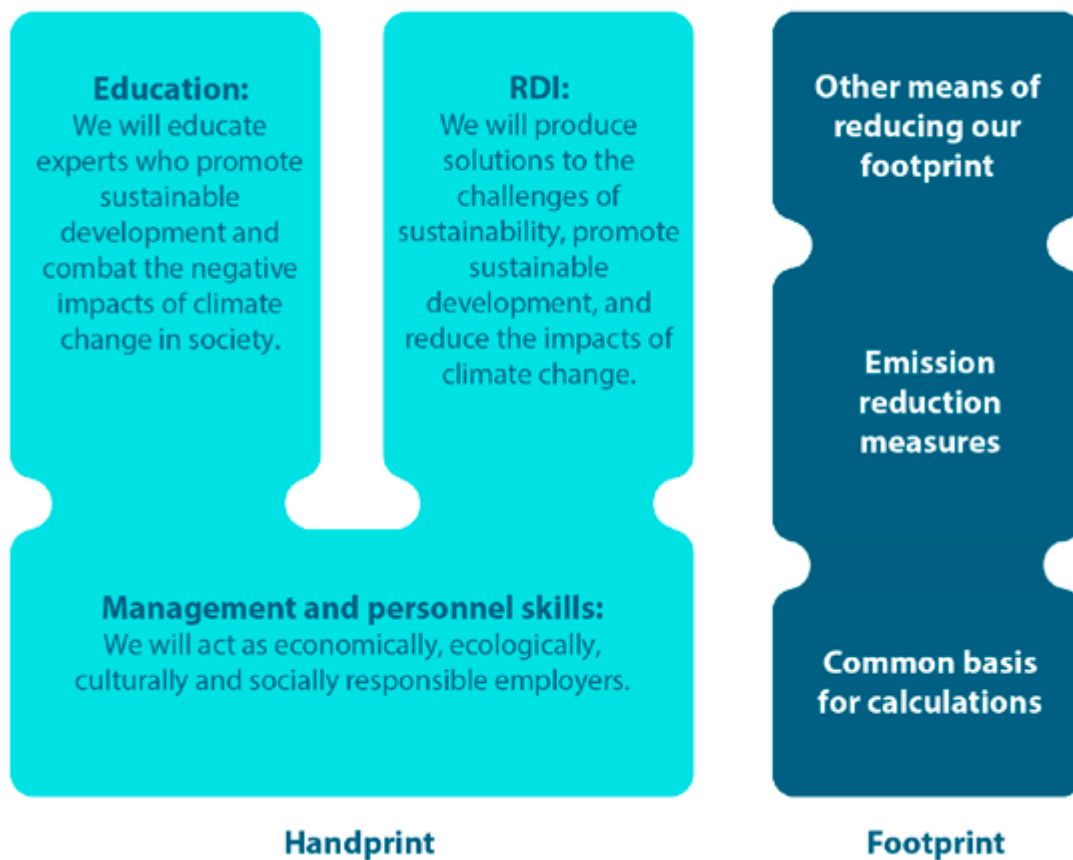 Education:
We will educate
experts who promote
sustainable
development and
combat the negative
impacts of climate
change in society.
RDI:
We will produce
solutions to the
challenges of
sustainability, promote
sustainable
development, and
reduce the impacts of
climate change.
Management and personnel skills:
We will act as economically, ecologically,
culturally and socially responsible employers.
Handprint
Other means of
reducing our
footprint
Emission
reduction
measures
Common basis
for calculations
Footprint